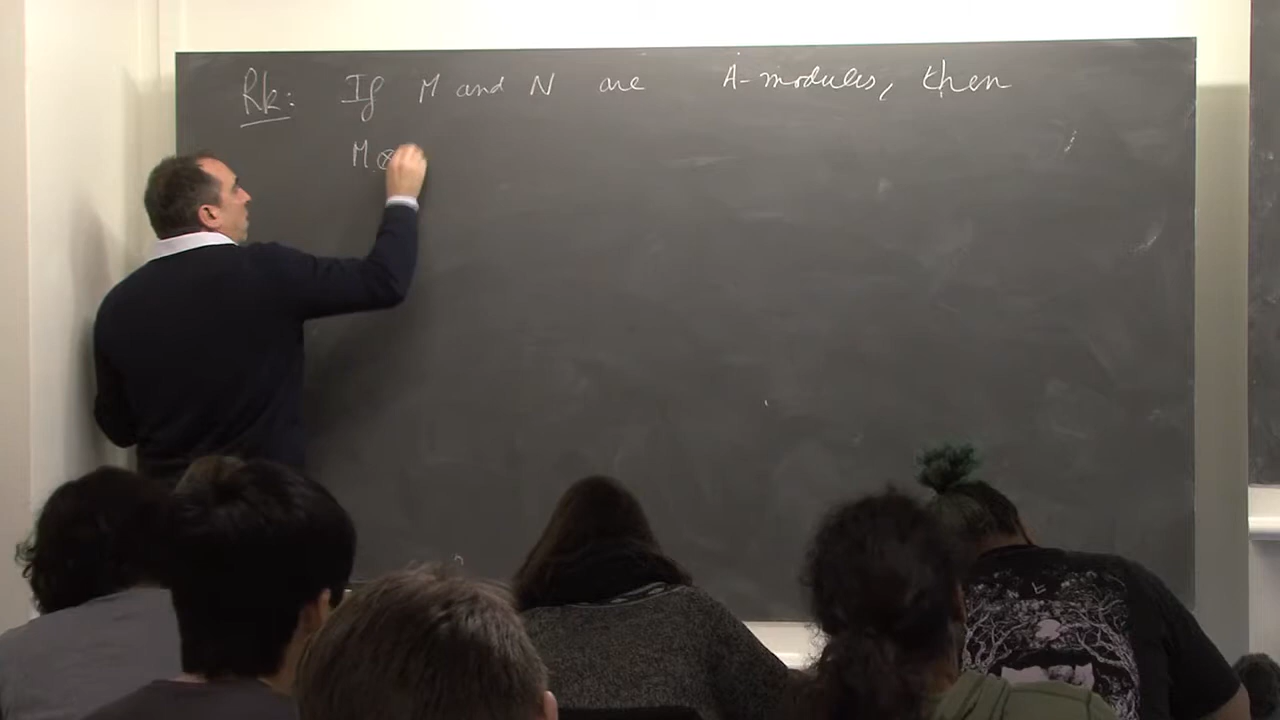 Rk: If M and N are A-modules, then
M ⊗